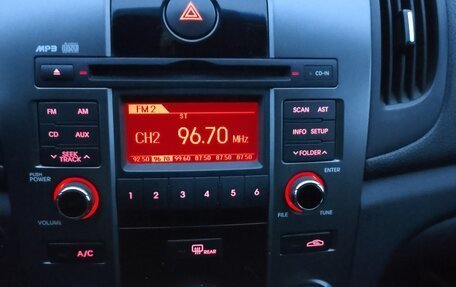 MP3
CD-IN
FM AM
CD AUX
SEEK
TRACK
FM 2
ST
CH2 96.70 MHz
92.50 96.70 99.60 87.50 87.50 87.50
SCAN AST
INFO SETUP
FOLDER
PUSH
POWER
VOLUME
1 2 3 4 5 6
ENTER
FILE TUNE
A/C
REAR